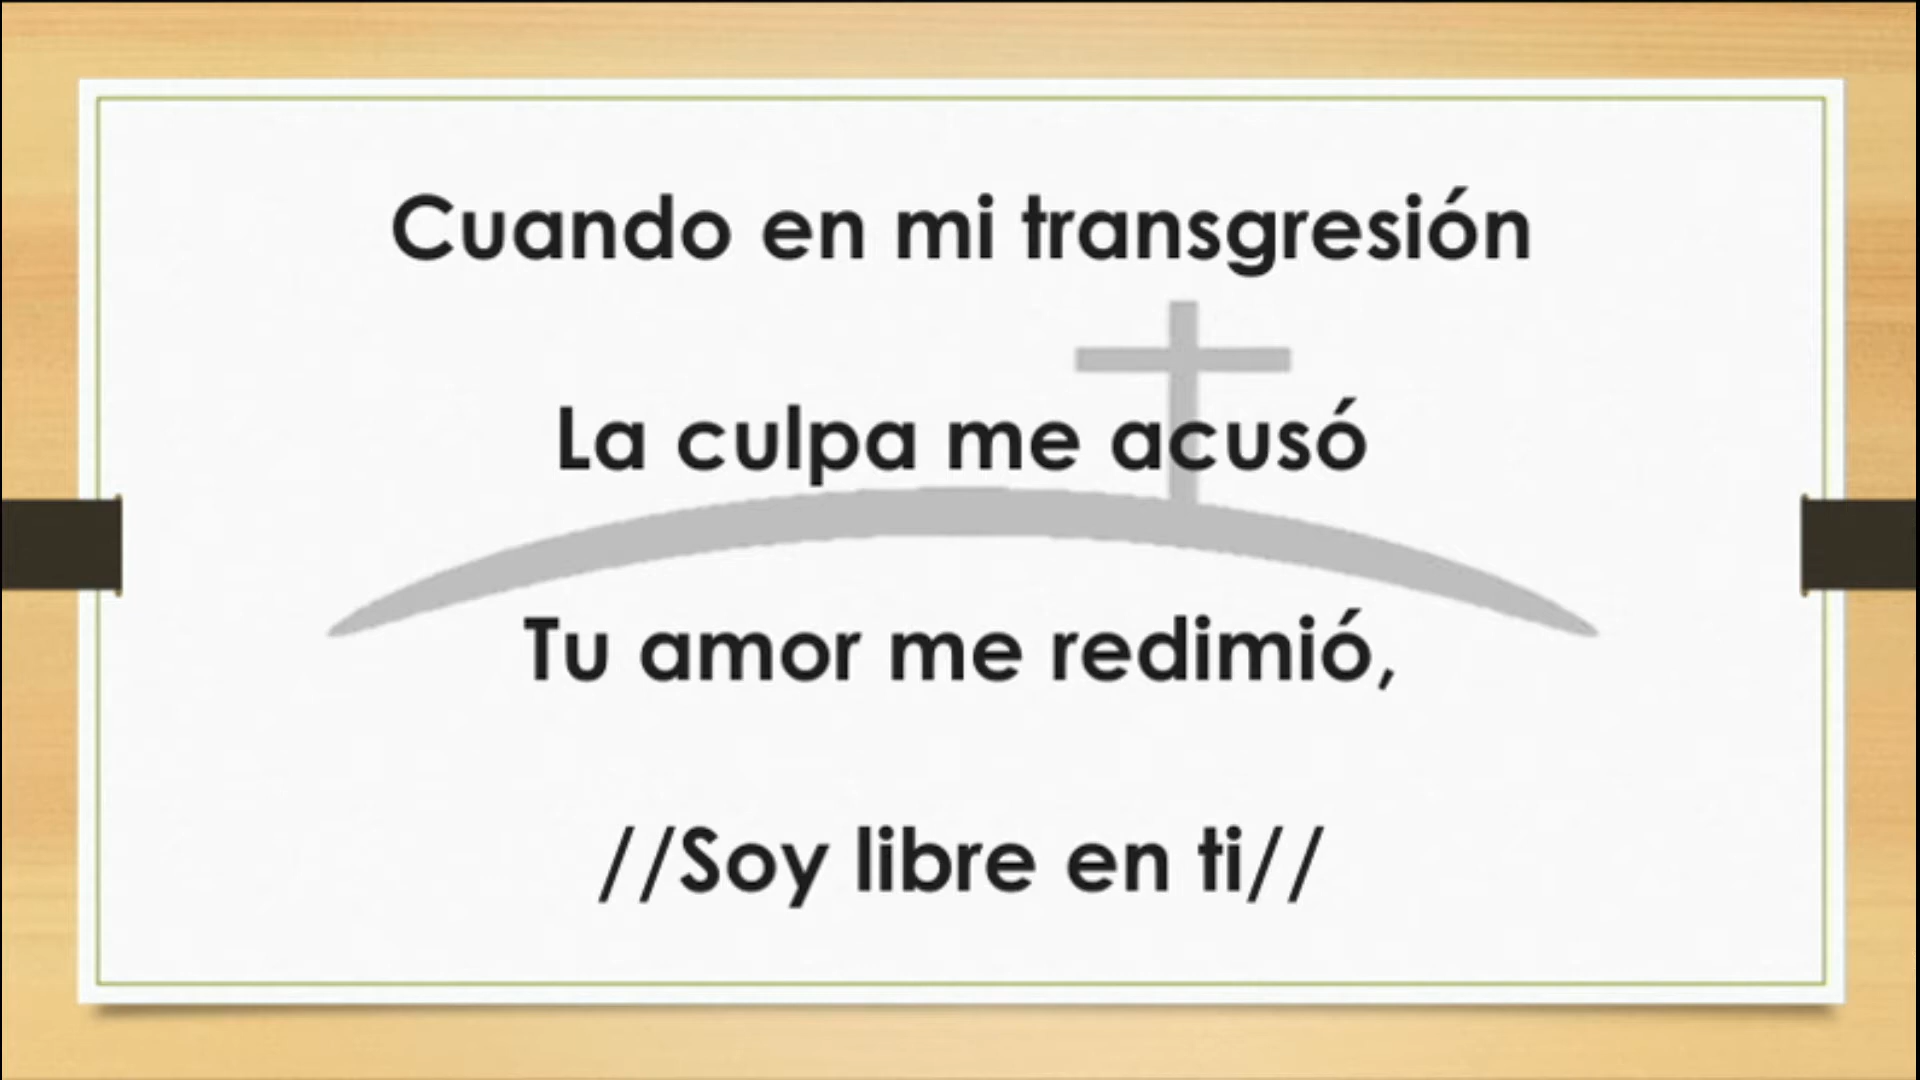 Cuando en mi transgresión
La culpa me acusó
Tu amor me redimió,
//Soy libre en ti//